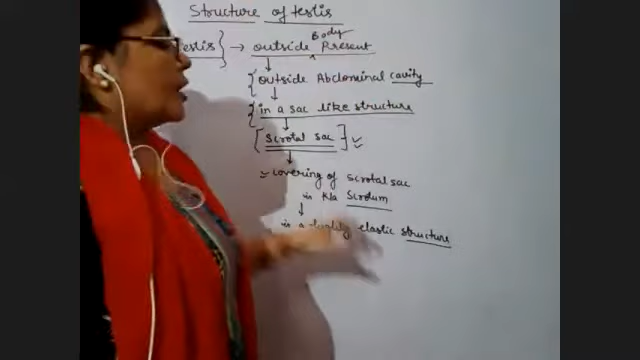 Structure of testis
Testis} → outside Body Present
{outside Abdominal cavity
{in a sac like structure
[scrotal sac]
covering of scrotal sac
is k/a Scrotum
is a highly elastic structure